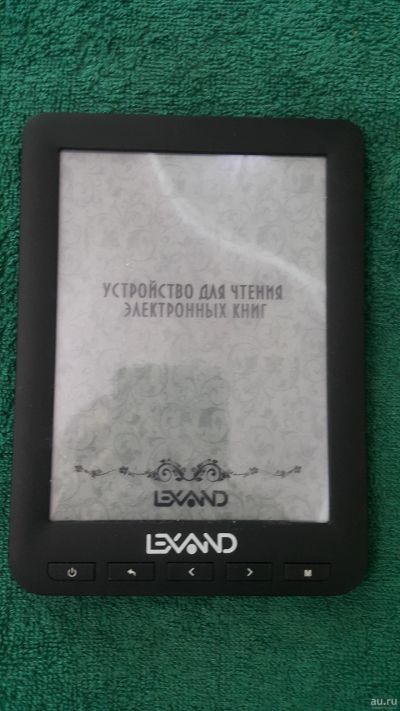 УСТРОЙСТВО ДЛЯ ЧТЕНИЯ
ЭЛЕКТРОННЫХ КНИГ
LEXAND
LEXAND
M
au.ru